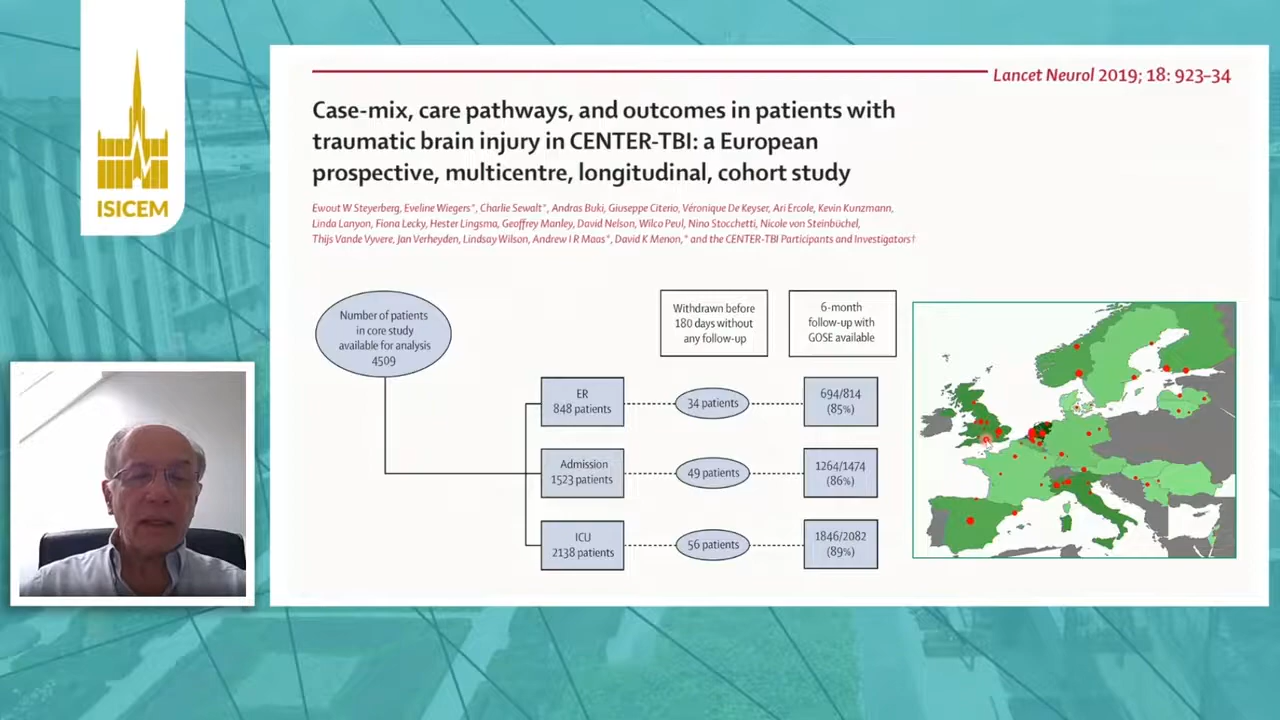 ISICEM
Lancet Neurol 2019; 18: 923–34
Case-mix, care pathways, and outcomes in patients with
traumatic brain injury in CENTER-TBI: a European
prospective, multicentre, longitudinal, cohort study
Ewout W Steyerberg, Eveline Wiegers*, Charlie Sewalt*, Andras Buki, Giuseppe Citerio, Véronique De Keyser, Ari Ercole, Kevin Kunzmann,
Linda Lanyon, Fiona Lecky, Hester Lingsma, Geoffrey Manley, David Nelson, Wilco Peul, Nino Stocchetti, Nicole von Steinbüchel,
Thijs Vande Vyvere, Jan Verheyden, Lindsay Wilson, Andrew I R Maas*, David K Menon,* and the CENTER-TBI Participants and Investigators†
Number of patients
in core study
available for analysis
4509
Withdrawn before
180 days without
any follow-up
6-month
follow-up with
GOSE available
ER
848 patients
34 patients
694/814
(85%)
Admission
1523 patients
49 patients
1264/1474
(86%)
ICU
2138 patients
56 patients
1846/2082
(89%)